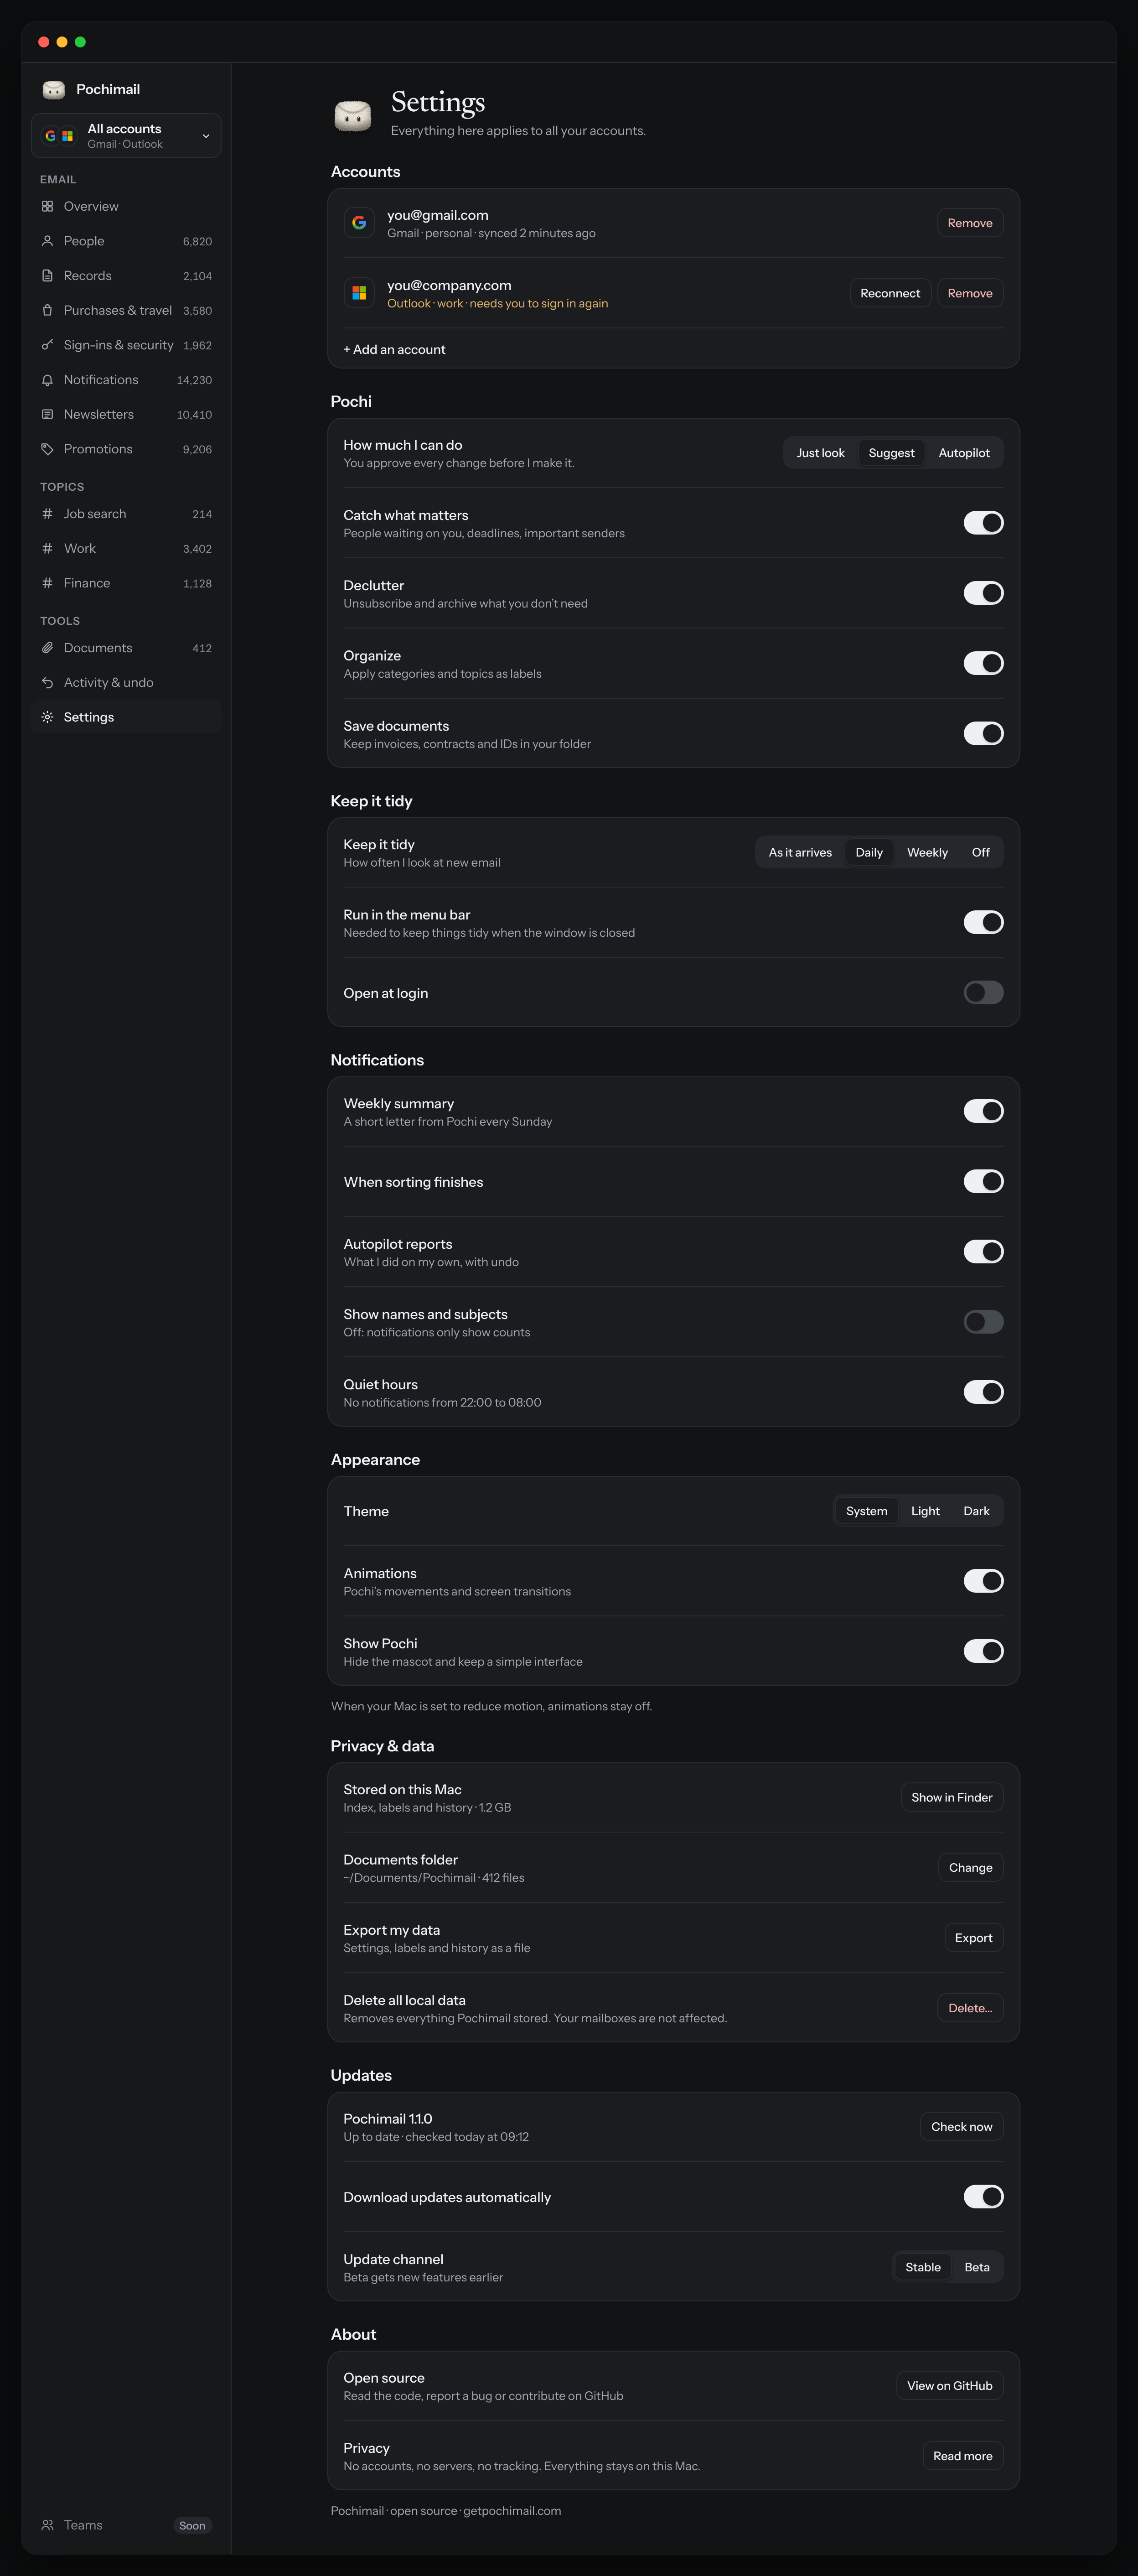 Pochimail
All accounts
Gmail · Outlook
EMAIL
Overview
People 6,820
Records 2,104
Purchases & travel 3,580
Sign-ins & security 1,962
Notifications 14,230
Newsletters 10,410
Promotions 9,206
TOPICS
Job search 214
Work 3,402
Finance 1,128
TOOLS
Documents 412
Activity & undo
Settings
Teams Soon
Settings
Everything here applies to all your accounts.
Accounts
you@gmail.com
Gmail · personal · synced 2 minutes ago
Remove
you@company.com
Outlook · work · needs you to sign in again
Reconnect Remove
+ Add an account
Pochi
How much I can do
You approve every change before I make it.
Just look Suggest Autopilot
Catch what matters
People waiting on you, deadlines, important senders
Declutter
Unsubscribe and archive what you don't need
Organize
Apply categories and topics as labels
Save documents
Keep invoices, contracts and IDs in your folder
Keep it tidy
Keep it tidy
How often I look at new email
As it arrives Daily Weekly Off
Run in the menu bar
Needed to keep things tidy when the window is closed
Open at login
Notifications
Weekly summary
A short letter from Pochi every Sunday
When sorting finishes
Autopilot reports
What I did on my own, with undo
Show names and subjects
Off: notifications only show counts
Quiet hours
No notifications from 22:00 to 08:00
Appearance
Theme
System Light Dark
Animations
Pochi's movements and screen transitions
Show Pochi
Hide the mascot and keep a simple interface
When your Mac is set to reduce motion, animations stay off.
Privacy & data
Stored on this Mac
Index, labels and history · 1.2 GB
Show in Finder
Documents folder
~/Documents/Pochimail · 412 files
Change
Export my data
Settings, labels and history as a file
Export
Delete all local data
Removes everything Pochimail stored. Your mailboxes are not affected.
Delete...
Updates
Pochimail 1.1.0
Up to date · checked today at 09:12
Check now
Download updates automatically
Update channel
Beta gets new features earlier
Stable Beta
About
Open source
Read the code, report a bug or contribute on GitHub
View on GitHub
Privacy
No accounts, no servers, no tracking. Everything stays on this Mac.
Read more
Pochimail · open source · getpochimail.com